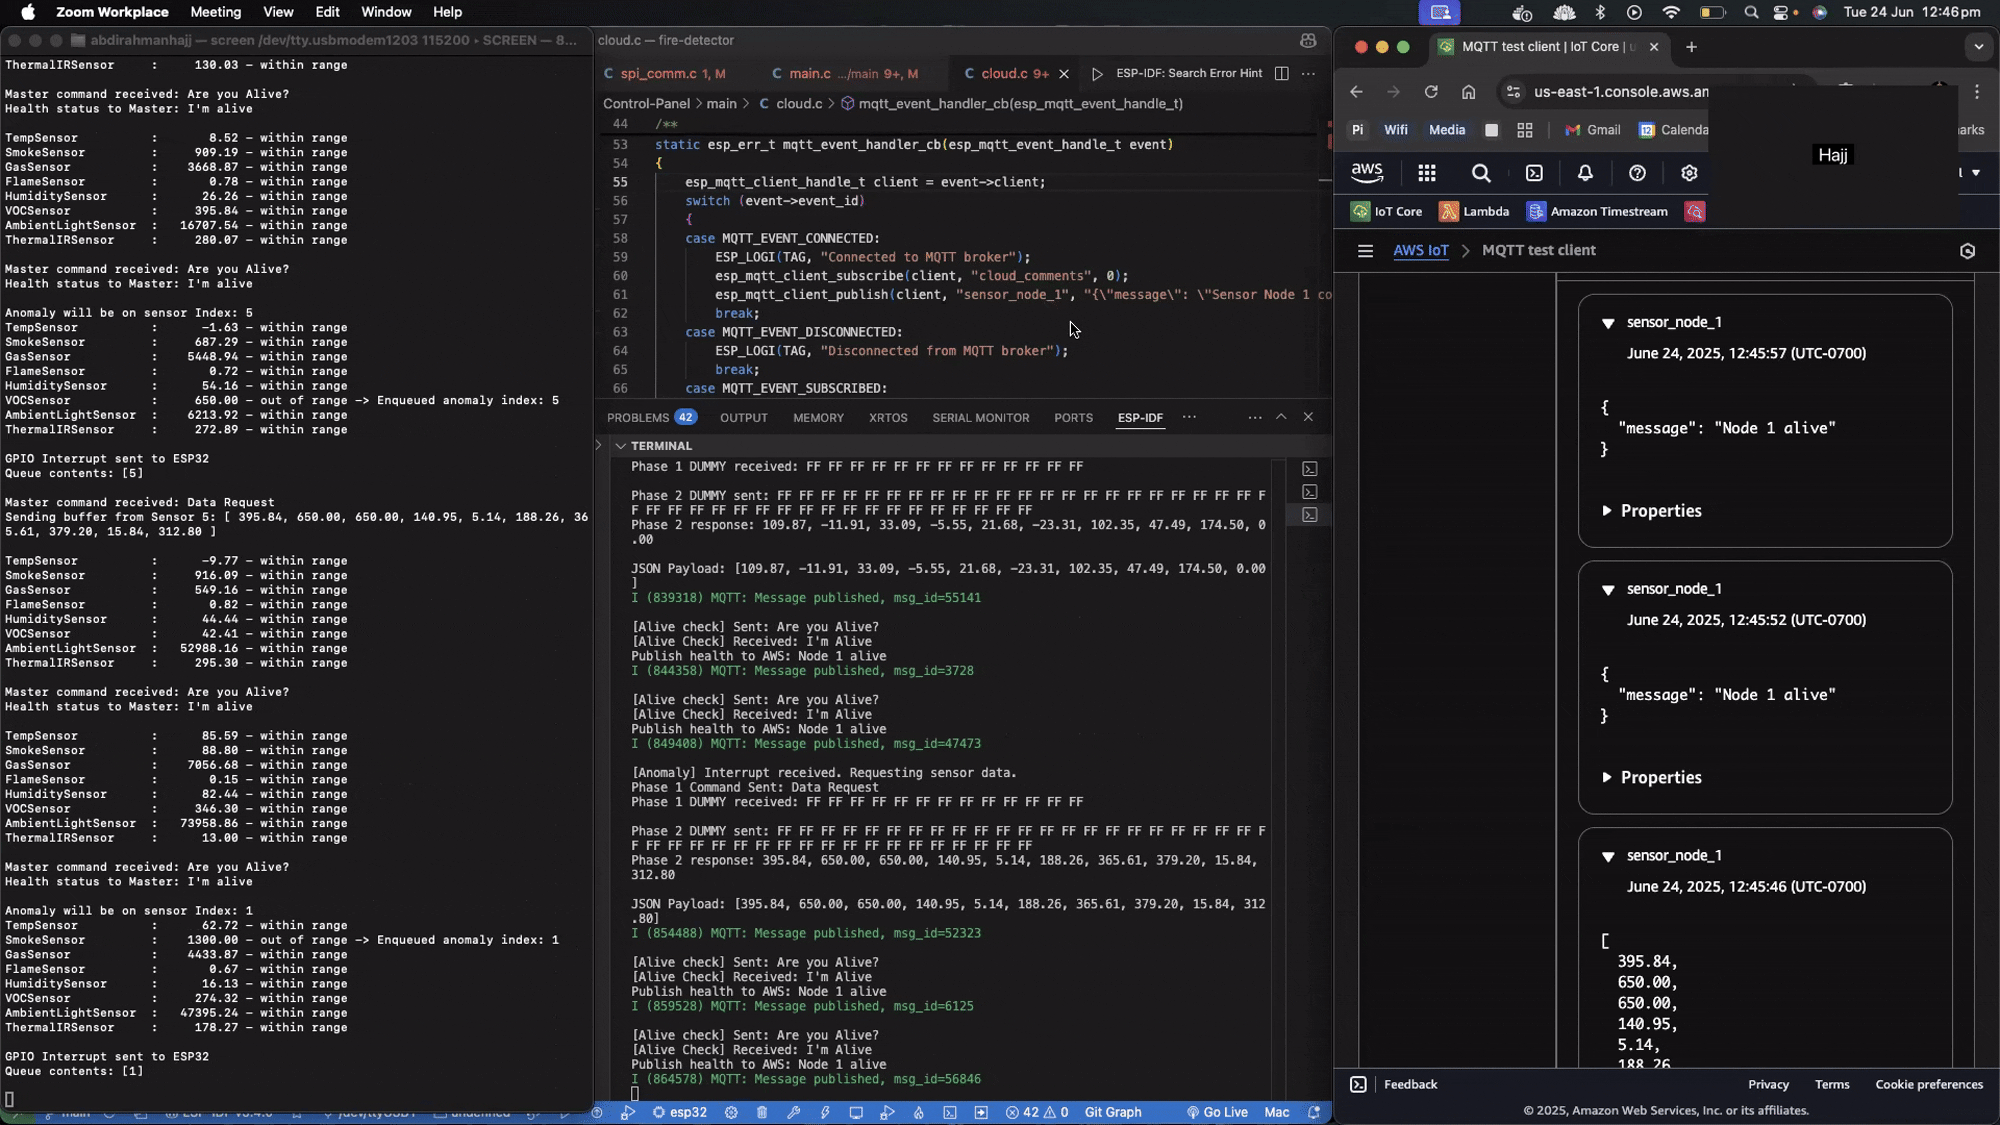 Zoom Workplace Meeting View Edit Window Help
Tue 24 Jun 12:46pm
abdirahmanhajj — screen /dev/tty.usbmodem1203 115200 ▸ SCREEN — 8...
ThermalIRSensor : 130.03 – within range
Master command received: Are you Alive?
Health status to Master: I'm alive
TempSensor : 8.52 – within range
SmokeSensor : 909.19 – within range
GasSensor : 3668.87 – within range
FlameSensor : 0.78 – within range
HumiditySensor : 26.26 – within range
VOCSensor : 395.84 – within range
AmbientLightSensor : 16707.54 – within range
ThermalIRSensor : 280.07 – within range
Master command received: Are you Alive?
Health status to Master: I'm alive
Anomaly will be on sensor Index: 5
TempSensor : -1.63 – within range
SmokeSensor : 687.29 – within range
GasSensor : 5448.94 – within range
FlameSensor : 0.72 – within range
HumiditySensor : 54.16 – within range
VOCSensor : 650.00 – out of range –> Enqueued anomaly index: 5
AmbientLightSensor : 6213.92 – within range
ThermalIRSensor : 272.89 – within range
GPIO Interrupt sent to ESP32
Queue contents: [5]
Master command received: Data Request
Sending buffer from Sensor 5: [ 395.84, 650.00, 650.00, 140.95, 5.14, 188.26, 36
5.61, 379.20, 15.84, 312.80 ]
TempSensor : -9.77 – within range
SmokeSensor : 916.09 – within range
GasSensor : 549.16 – within range
FlameSensor : 0.82 – within range
HumiditySensor : 44.44 – within range
VOCSensor : 42.41 – within range
AmbientLightSensor : 52988.16 – within range
ThermalIRSensor : 295.30 – within range
Master command received: Are you Alive?
Health status to Master: I'm alive
TempSensor : 85.59 – within range
SmokeSensor : 88.80 – within range
GasSensor : 7056.68 – within range
FlameSensor : 0.15 – within range
HumiditySensor : 82.44 – within range
VOCSensor : 346.30 – within range
AmbientLightSensor : 73958.86 – within range
ThermalIRSensor : 13.00 – within range
Master command received: Are you Alive?
Health status to Master: I'm alive
Anomaly will be on sensor Index: 1
TempSensor : 62.72 – within range
SmokeSensor : 1300.00 – out of range –> Enqueued anomaly index: 1
GasSensor : 4433.87 – within range
FlameSensor : 0.67 – within range
HumiditySensor : 16.13 – within range
VOCSensor : 274.32 – within range
AmbientLightSensor : 47395.24 – within range
ThermalIRSensor : 178.27 – within range
GPIO Interrupt sent to ESP32
Queue contents: [1]
cloud.c — fire-detector
C spi_comm.c 1, M C main.c .../main 9+, M C cloud.c 9+ ESP-IDF: Search Error Hint
Control-Panel > main > C cloud.c > mqtt_event_handler_cb(esp_mqtt_event_handle_t)
44 /**
53 static esp_err_t mqtt_event_handler_cb(esp_mqtt_event_handle_t event)
54 {
55 esp_mqtt_client_handle_t client = event->client;
56 switch (event->event_id)
57 {
58 case MQTT_EVENT_CONNECTED:
59 ESP_LOGI(TAG, "Connected to MQTT broker");
60 esp_mqtt_client_subscribe(client, "cloud_comments", 0);
61 esp_mqtt_client_publish(client, "sensor_node_1", "{\"message\": \"Sensor Node 1 co
62 break;
63 case MQTT_EVENT_DISCONNECTED:
64 ESP_LOGI(TAG, "Disconnected from MQTT broker");
65 break;
66 case MQTT_EVENT_SUBSCRIBED:
PROBLEMS 42 OUTPUT MEMORY XRTOS SERIAL MONITOR PORTS ESP-IDF
TERMINAL
Phase 1 DUMMY received: FF FF FF FF FF FF FF FF FF FF FF FF FF
Phase 2 DUMMY sent: FF FF FF FF FF FF FF FF FF FF FF FF FF FF FF FF FF FF FF FF FF FF F
F FF FF FF FF FF FF FF FF FF FF FF FF FF FF FF FF FF FF
Phase 2 response: 109.87, -11.91, 33.09, -5.55, 21.68, -23.31, 102.35, 47.49, 174.50, 0
.00
JSON Payload: [109.87, -11.91, 33.09, -5.55, 21.68, -23.31, 102.35, 47.49, 174.50, 0.00
]
I (839318) MQTT: Message published, msg_id=55141
[Alive check] Sent: Are you Alive?
[Alive Check] Received: I'm Alive
Publish health to AWS: Node 1 alive
I (844358) MQTT: Message published, msg_id=3728
[Alive check] Sent: Are you Alive?
[Alive Check] Received: I'm Alive
Publish health to AWS: Node 1 alive
I (849408) MQTT: Message published, msg_id=47473
[Anomaly] Interrupt received. Requesting sensor data.
Phase 1 Command Sent: Data Request
Phase 1 DUMMY received: FF FF FF FF FF FF FF FF FF FF FF FF FF
Phase 2 DUMMY sent: FF FF FF FF FF FF FF FF FF FF FF FF FF FF FF FF FF FF FF FF FF FF F
F FF FF FF FF FF FF FF FF FF FF FF FF FF FF FF FF FF FF
Phase 2 response: 395.84, 650.00, 650.00, 140.95, 5.14, 188.26, 365.61, 379.20, 15.84,
312.80
JSON Payload: [395.84, 650.00, 650.00, 140.95, 5.14, 188.26, 365.61, 379.20, 15.84, 312
.80]
I (854488) MQTT: Message published, msg_id=52323
[Alive check] Sent: Are you Alive?
[Alive Check] Received: I'm Alive
Publish health to AWS: Node 1 alive
I (859528) MQTT: Message published, msg_id=6125
[Alive check] Sent: Are you Alive?
[Alive Check] Received: I'm Alive
Publish health to AWS: Node 1 alive
I (864578) MQTT: Message published, msg_id=56846
esp32 42 0 Git Graph Go Live Mac
MQTT test client | IoT Core | u
us-east-1.console.aws.am
Pi Wifi Media Gmail Calenda arks
Hajj
aws
IoT Core Lambda Amazon Timestream
AWS IoT > MQTT test client
sensor_node_1
June 24, 2025, 12:45:57 (UTC-0700)
{
"message": "Node 1 alive"
}
Properties
sensor_node_1
June 24, 2025, 12:45:52 (UTC-0700)
{
"message": "Node 1 alive"
}
Properties
sensor_node_1
June 24, 2025, 12:45:46 (UTC-0700)
[
395.84,
650.00,
650.00,
140.95,
5.14,
188.26
Feedback Privacy Terms Cookie preferences
© 2025, Amazon Web Services, Inc. or its affiliates.